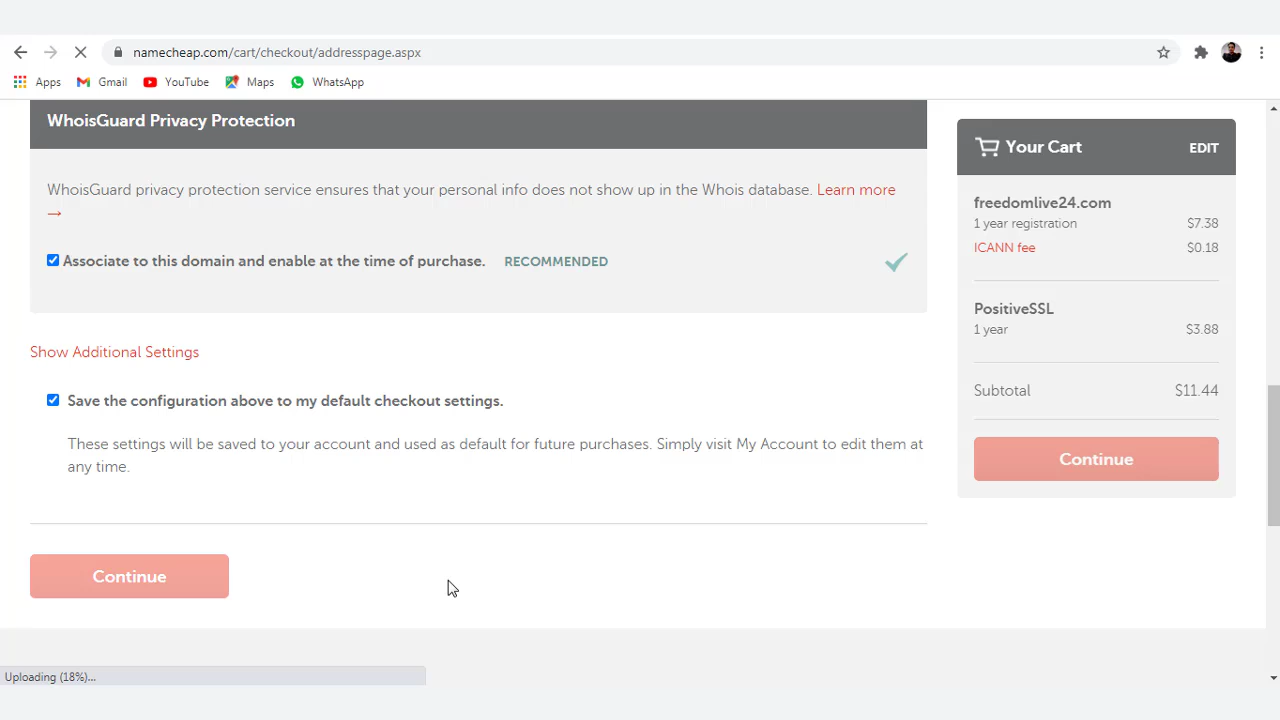 namecheap.com/cart/checkout/addresspage.aspx
Apps Gmail YouTube Maps WhatsApp
WhoisGuard Privacy Protection
WhoisGuard privacy protection service ensures that your personal info does not show up in the Whois database. Learn more
→
Associate to this domain and enable at the time of purchase. RECOMMENDED
Show Additional Settings
Save the configuration above to my default checkout settings.
These settings will be saved to your account and used as default for future purchases. Simply visit My Account to edit them at
any time.
Continue
Your Cart EDIT
freedomlive24.com
1 year registration $7.38
ICANN fee $0.18
PositiveSSL
1 year $3.88
Subtotal $11.44
Continue
Uploading (18%)...